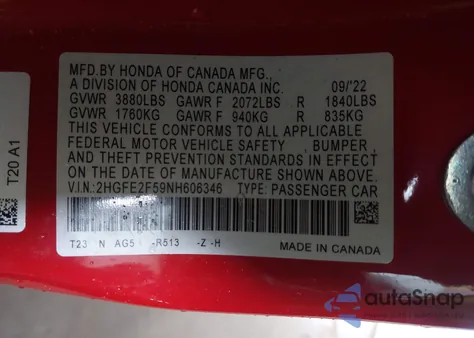 MFD.BY HONDA OF CANADA MFG.,
A DIVISION OF HONDA CANADA INC. 09/'22
GVWR 3880LBS GAWR F 2072LBS R 1840LBS
GVWR 1760KG GAWR F 940KG R 835KG
THIS VEHICLE CONFORMS TO ALL APPLICABLE
FEDERAL MOTOR VEHICLE SAFETY , BUMPER ,
AND THEFT PREVENTION STANDARDS IN EFFECT
ON THE DATE OF MANUFACTURE SHOWN ABOVE.
V.I.N.: 2HGFE2F59NH606346 TYPE: PASSENGER CAR
T23 N AG5 -R513 -Z -H
MADE IN CANADA
T20 A1
autoSnap